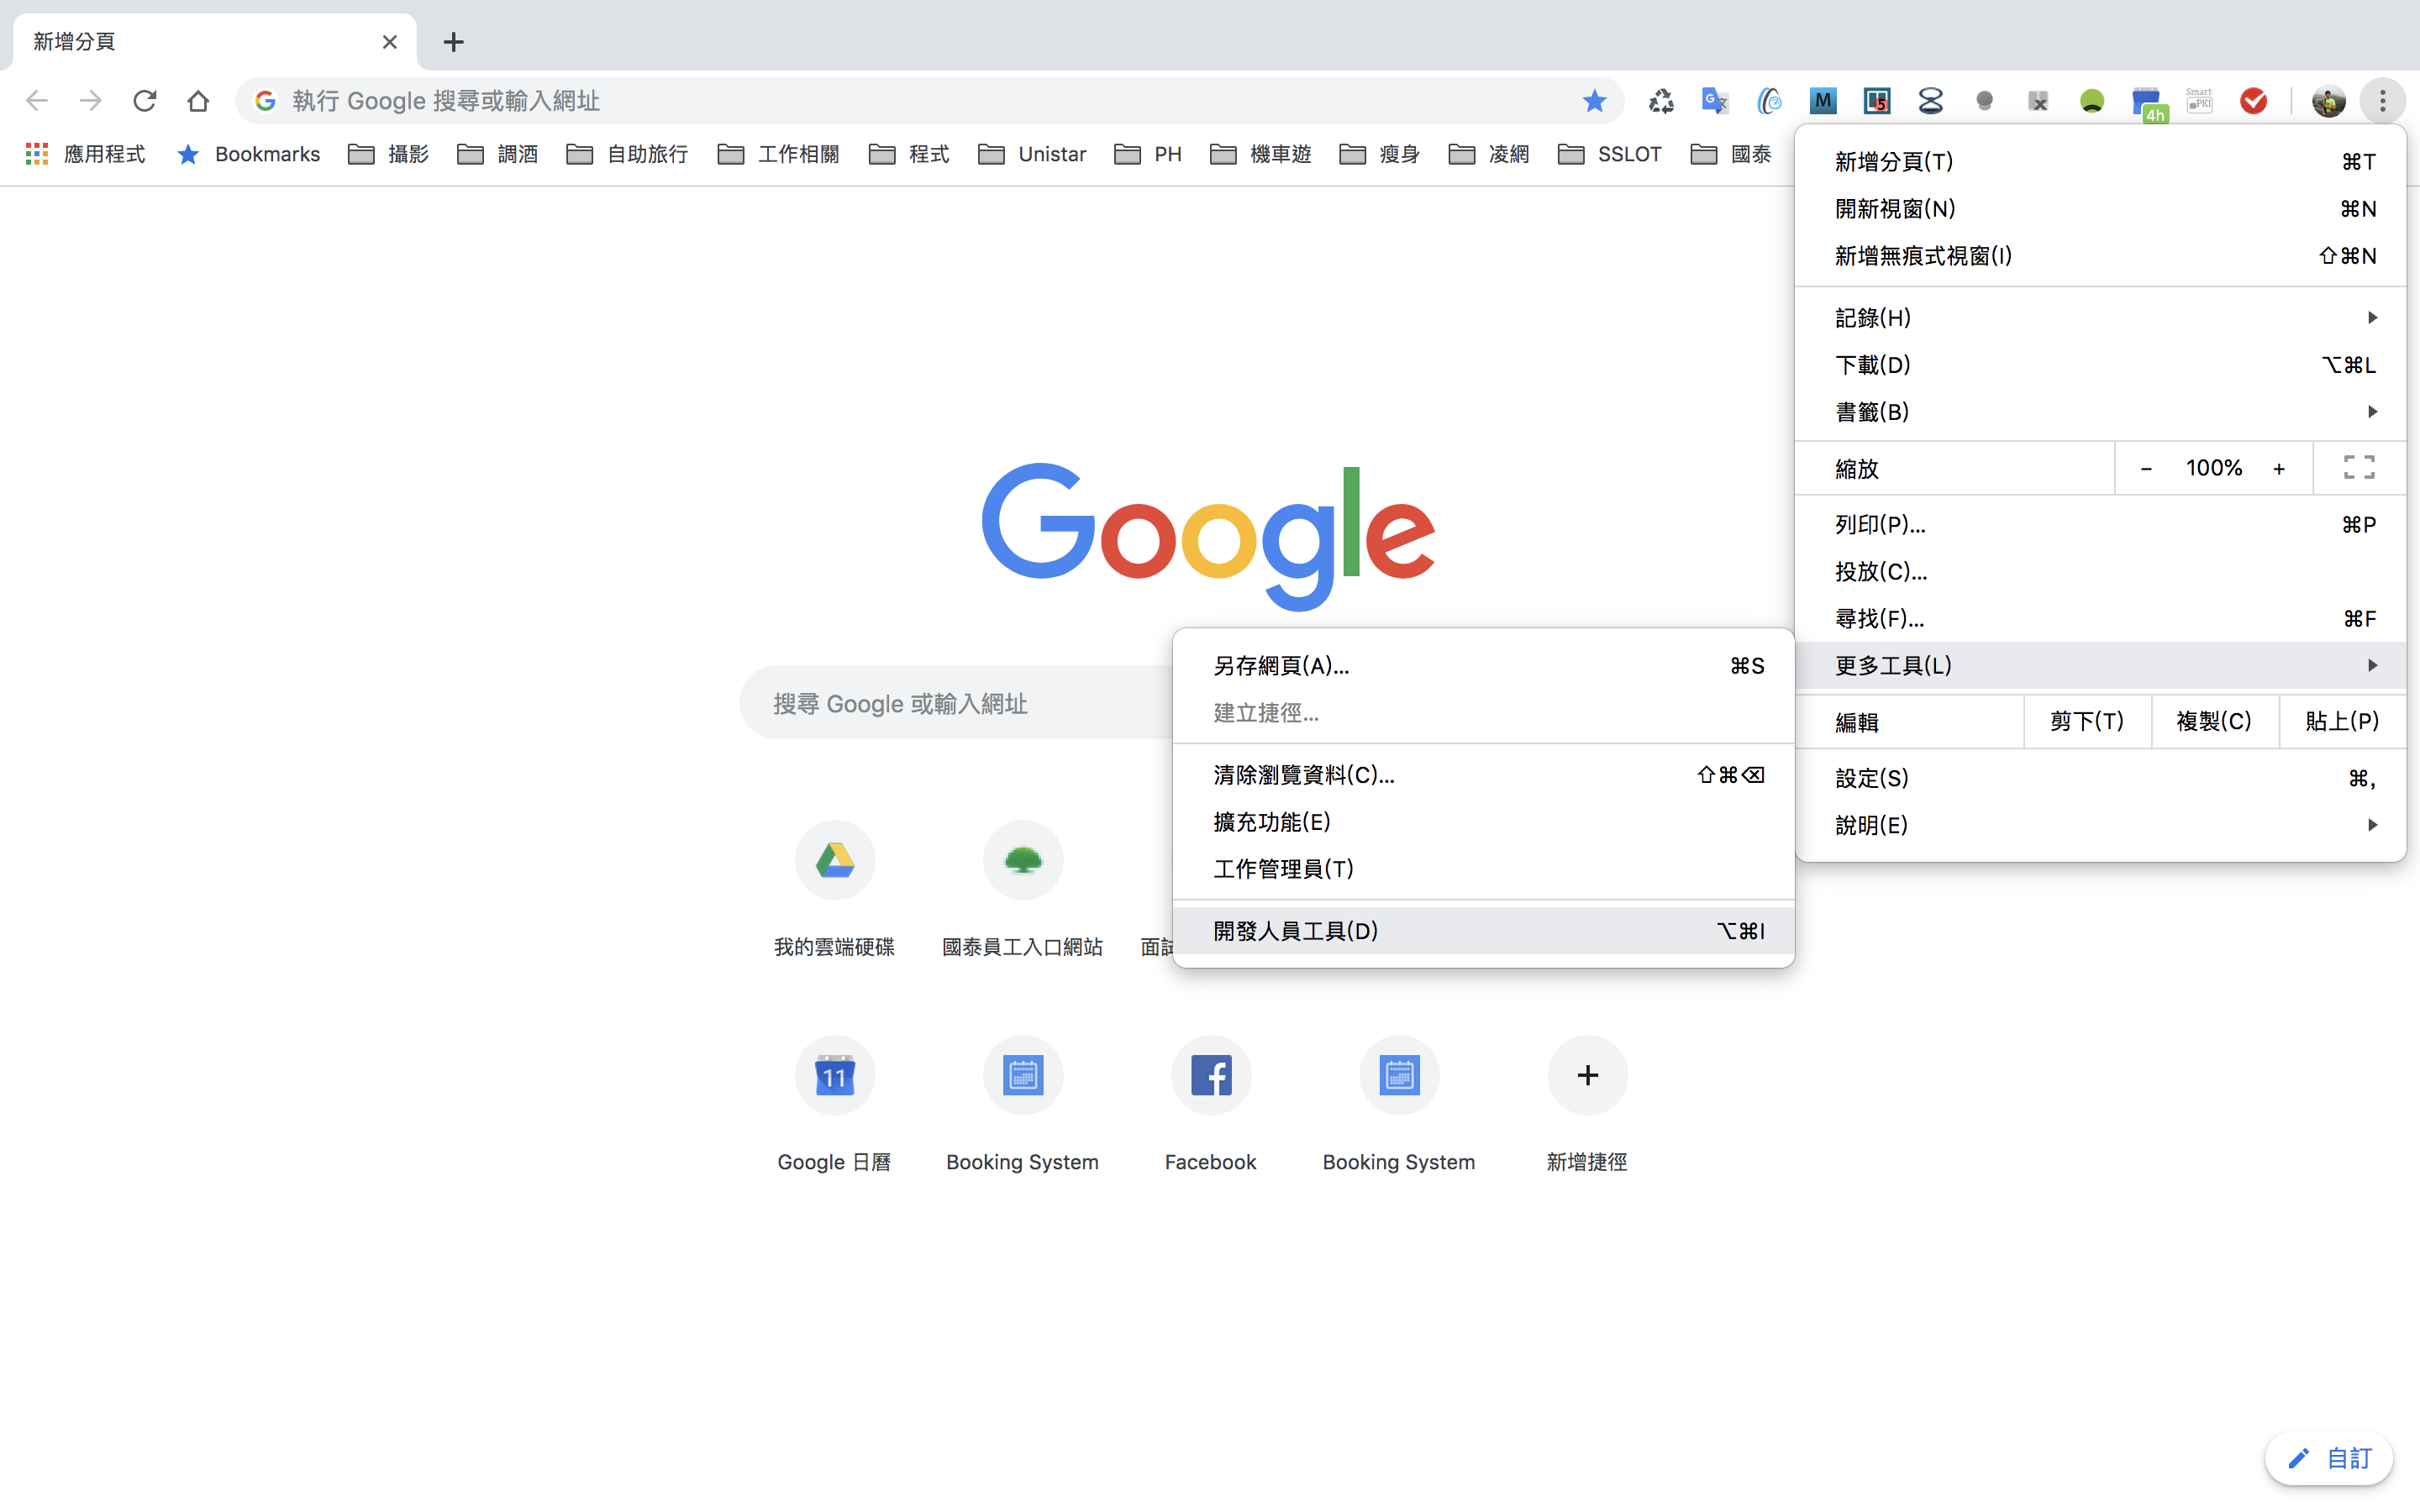 新增分頁
執行 Google 搜尋或輸入網址
5
4h
Smart
PKI
應用程式 Bookmarks 攝影 調酒 自助旅行 工作相關 程式 Unistar PH 機車遊 瘦身 凌網 SSLOT 國泰
新增分頁(T) ⌘T
開新視窗(N) ⌘N
新增無痕式視窗(I) ⇧⌘N
記錄(H)
下載(D) ⌥⌘L
書籤(B)
縮放 - 100% +
列印(P)... ⌘P
投放(C)...
尋找(F)... ⌘F
更多工具(L)
編輯 剪下(T) 複製(C) 貼上(P)
設定(S) ⌘,
說明(E)
Google
另存網頁(A)... ⌘S
建立捷徑...
清除瀏覽資料(C)... ⇧⌘⌫
擴充功能(E)
工作管理員(T)
開發人員工具(D) ⌥⌘I
搜尋 Google 或輸入網址
我的雲端硬碟 國泰員工入口網站 面試
11
Google 日曆 Booking System Facebook Booking System 新增捷徑
自訂